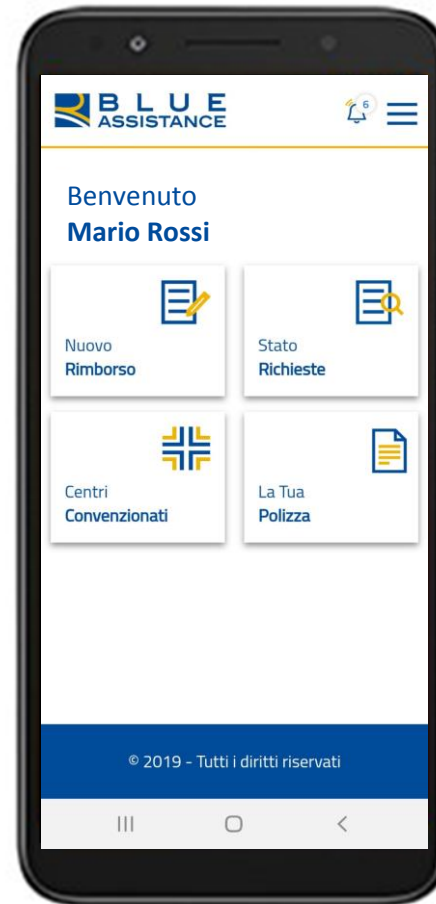 BLUE
ASSISTANCE
6
Benvenuto
Mario Rossi
Nuovo
Rimborso
Stato
Richieste
Centri
Convenzionati
La Tua
Polizza
© 2019 - Tutti i diritti riservati